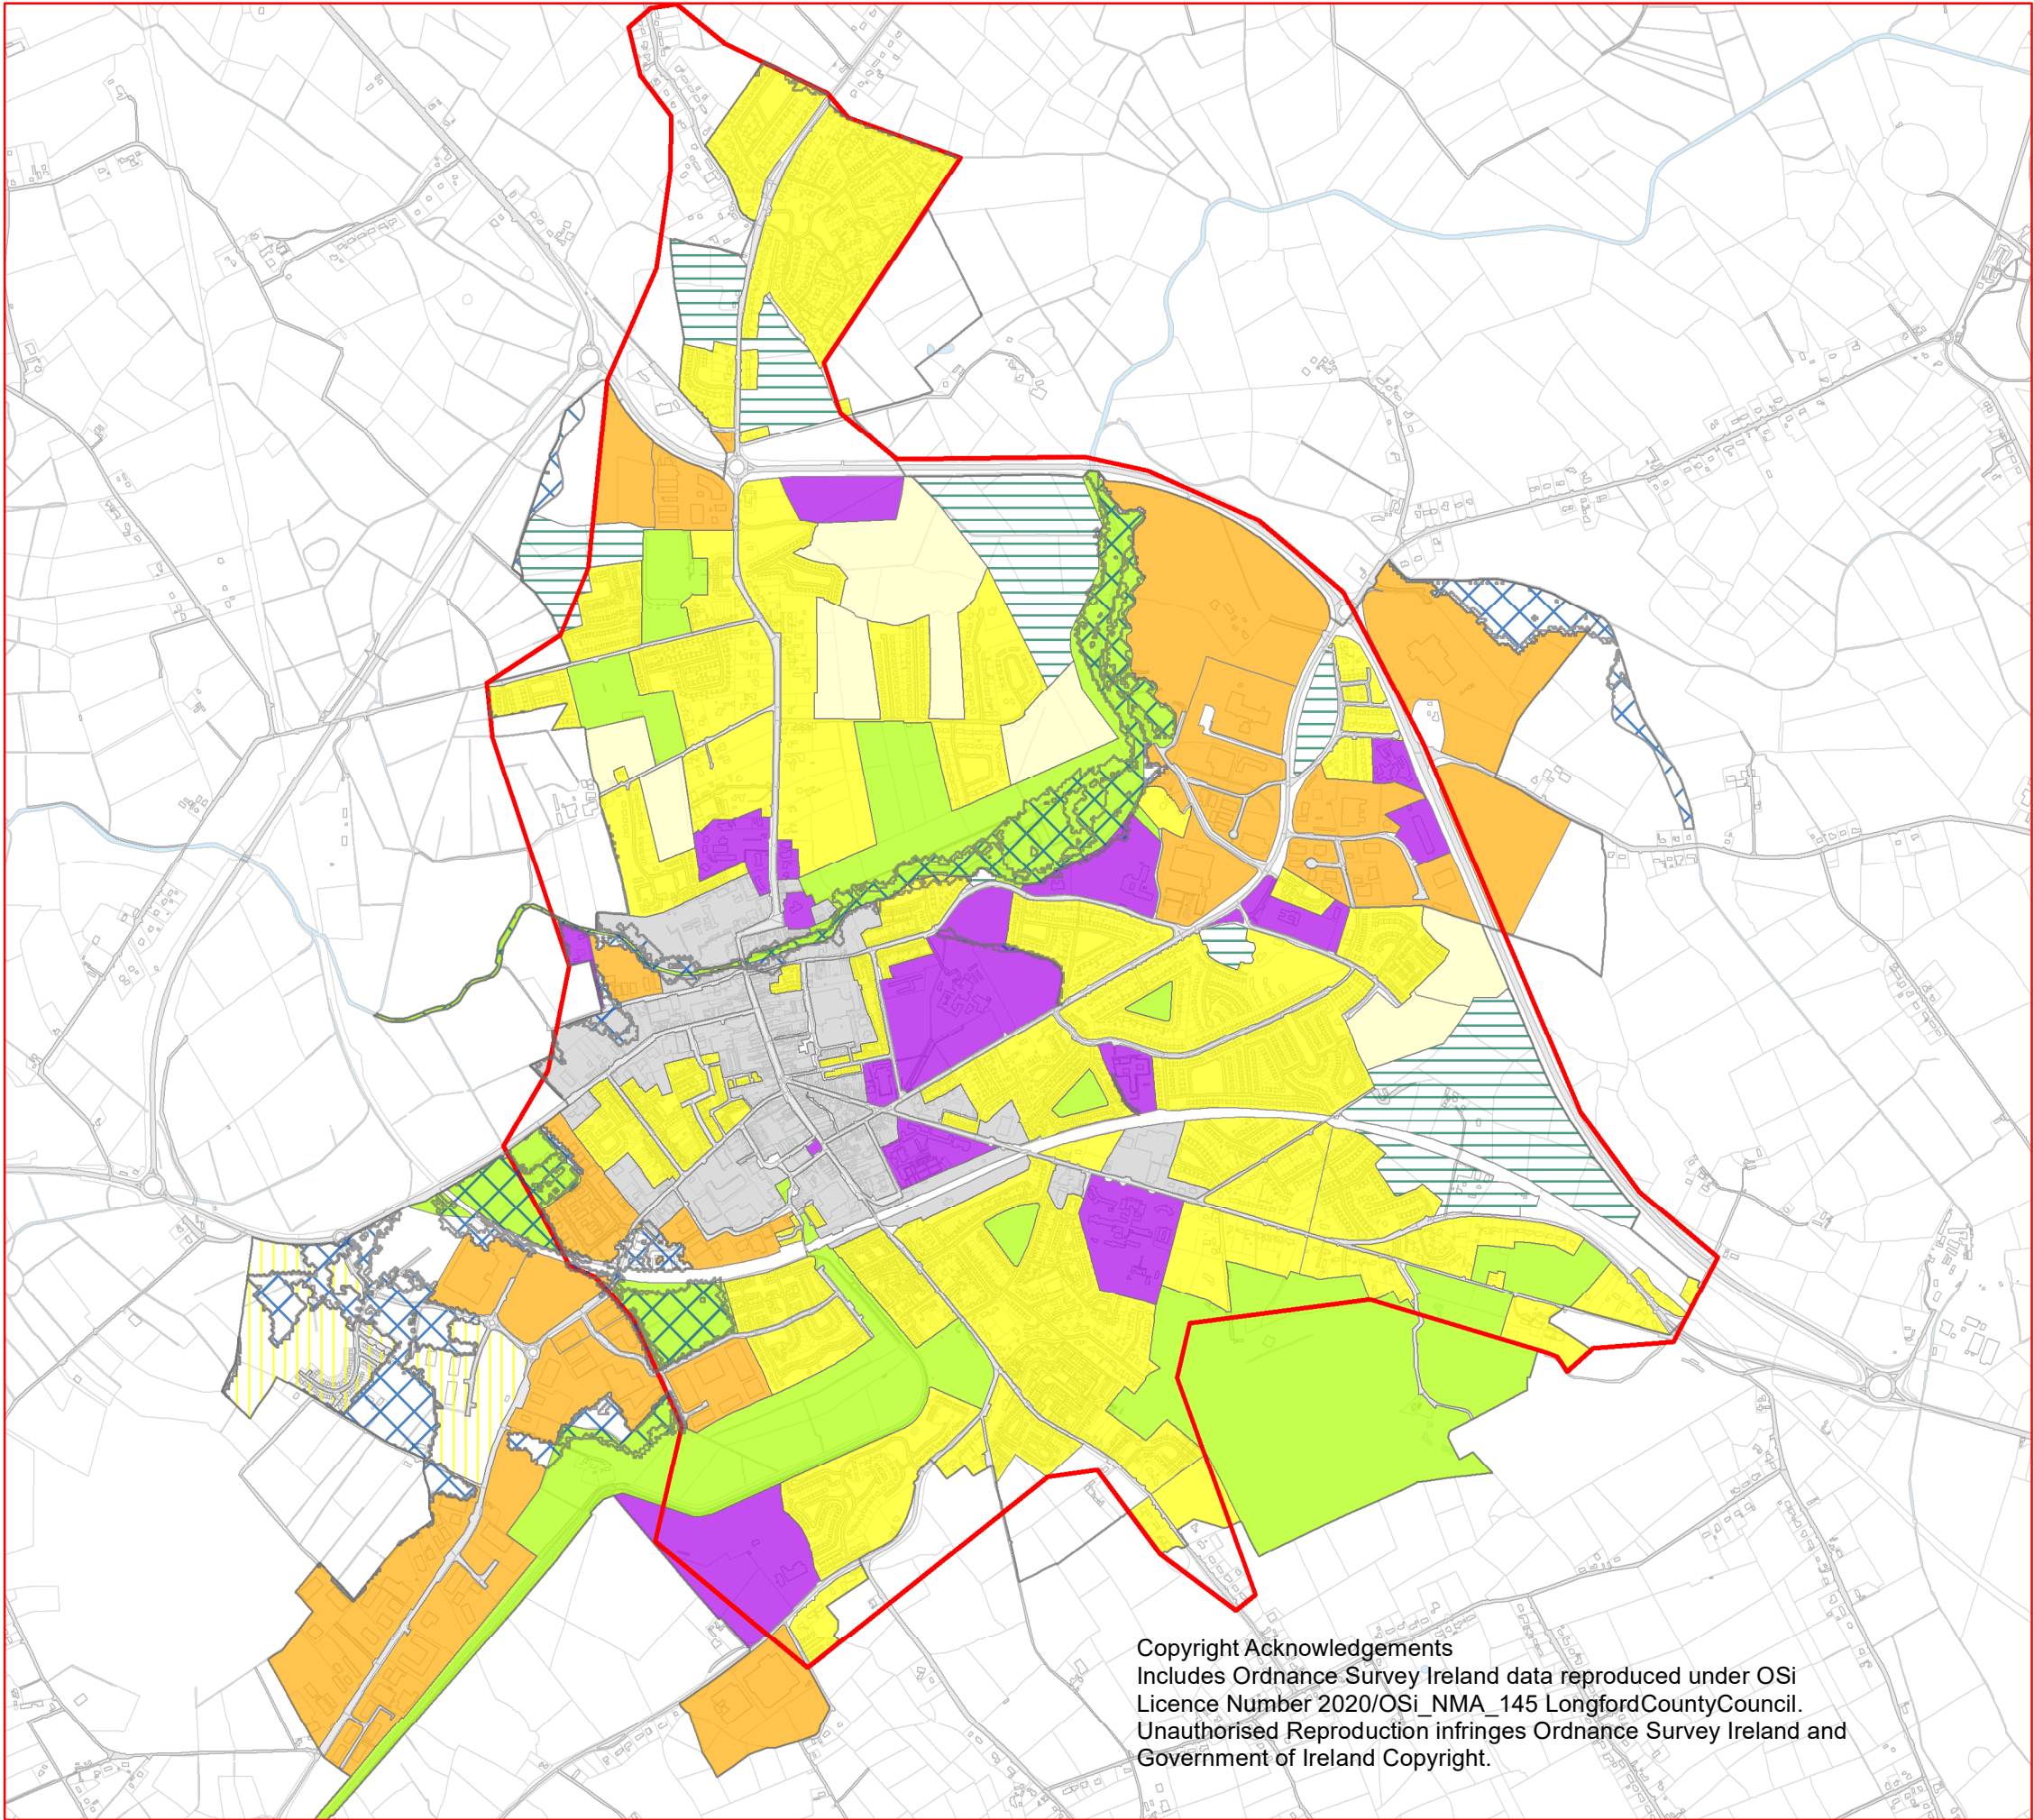 Copyright Acknowledgements
Includes Ordnance Survey Ireland data reproduced under OSi
Licence Number 2020/OSi_NMA_145 LongfordCountyCouncil.
Unauthorised Reproduction infringes Ordnance Survey Ireland and
Government of Ireland Copyright.